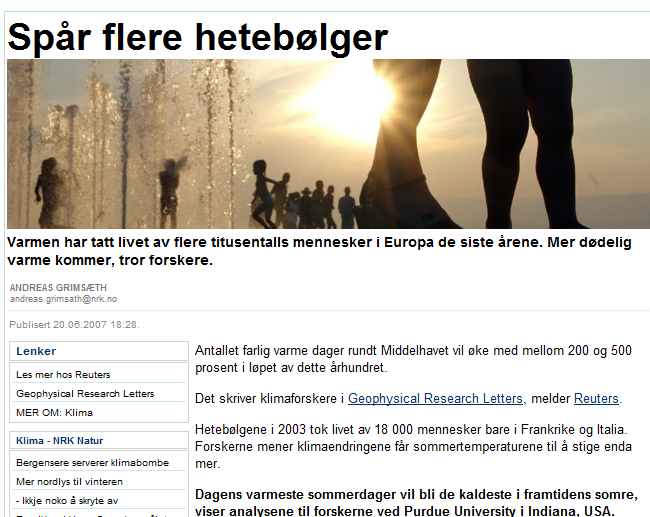 Spår flere hetebølger
Varmen har tatt livet av flere titusentalls mennesker i Europa de siste årene. Mer dødelig
varme kommer, tror forskere.
ANDREAS GRIMSÆTH
andreas.grimsath@nrk.no
Publisert 20.06.2007 18:28.
Lenker
Les mer hos Reuters
Geophysical Research Letters
MER OM: Klima
Klima - NRK Natur
Bergensere serverer klimabombe
Mer nordlys til vinteren
- Ikkje noko å skryte av
Antallet farlig varme dager rundt Middelhavet vil øke med mellom 200 og 500
prosent i løpet av dette århundret.
Det skriver klimaforskere i Geophysical Research Letters, melder Reuters.
Hetebølgene i 2003 tok livet av 18 000 mennesker bare i Frankrike og Italia.
Forskerne mener klimaendringene får sommertemperaturene til å stige enda
mer.
Dagens varmeste sommerdager vil bli de kaldeste i framtidens somre,
viser analysene til forskerne ved Purdue University i Indiana, USA.